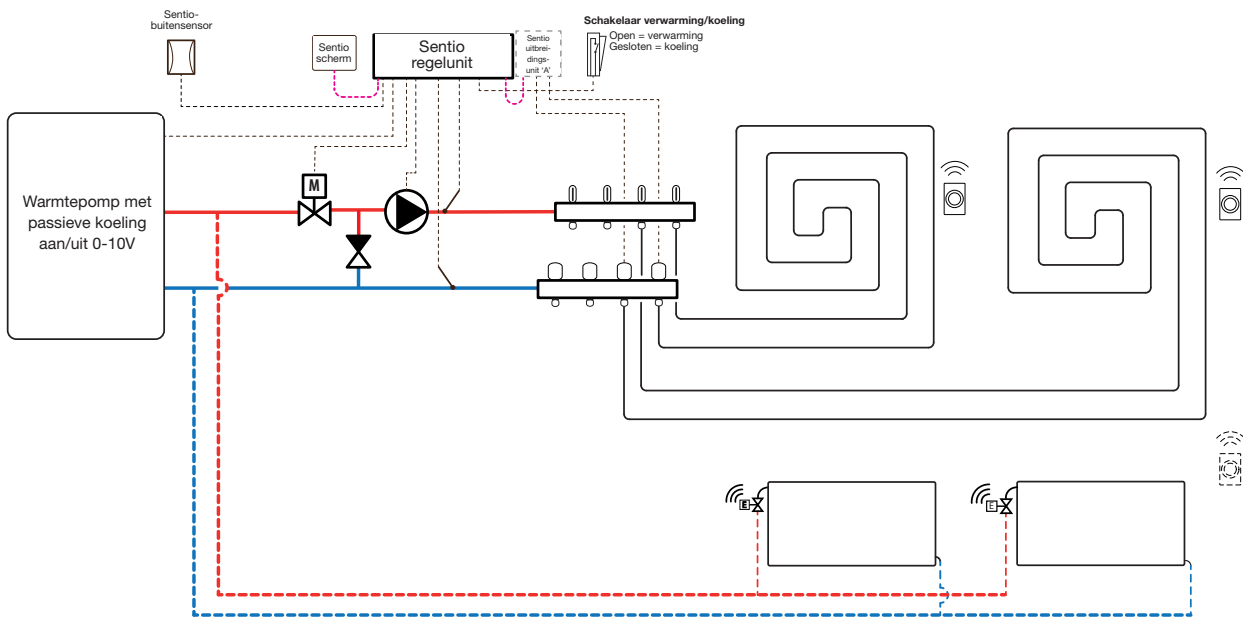 Sentio-
buitensensor
Sentio
scherm
Sentio
regelunit
Sentio
uitbrei-
dings-
unit ‘A’
Schakelaar verwarming/koeling
Open = verwarming
Gesloten = koeling
Warmtepomp met
passieve koeling
aan/uit 0-10V
M
E
E